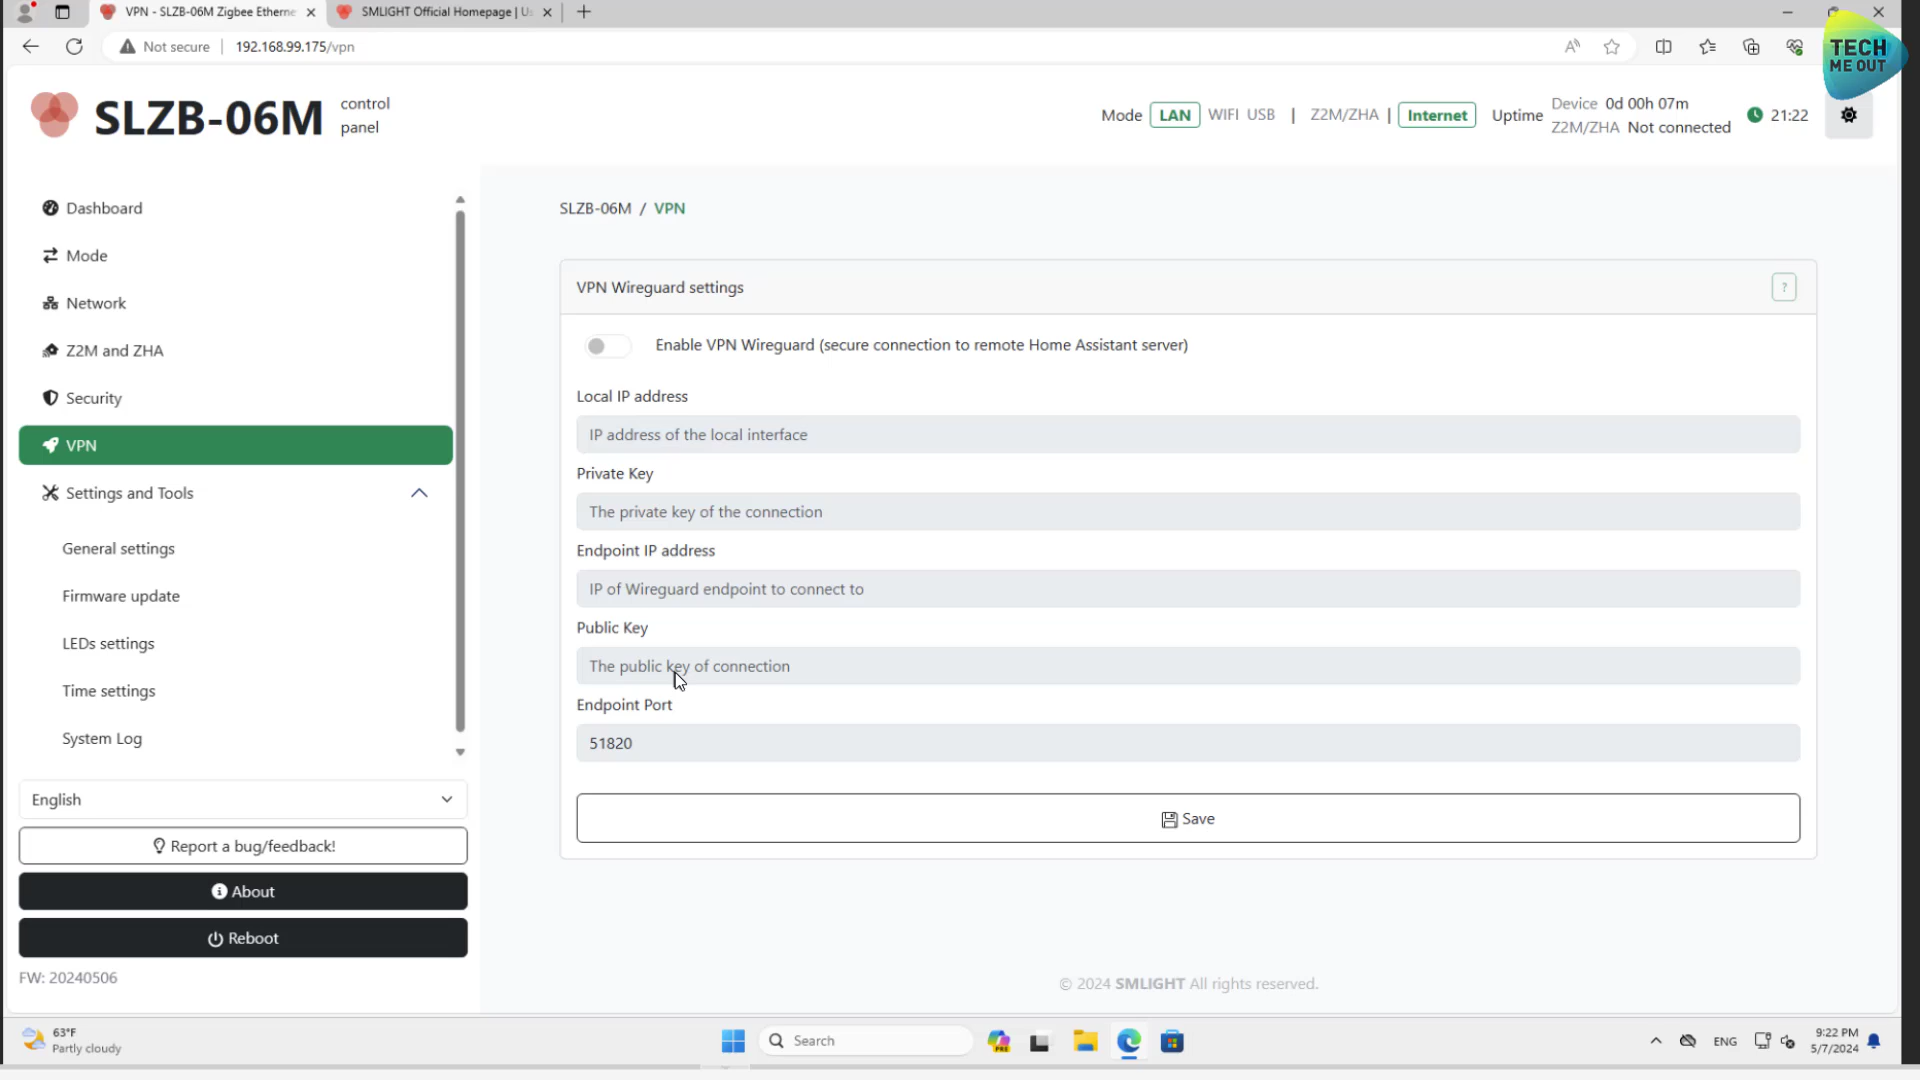 VPN - SLZB-06M Zigbee Etherne
SMLIGHT Official Homepage | U
Not secure
192.168.99.175/vpn
TECH
ME OUT
SLZB-06M
control
panel
Mode LAN WIFI USB | Z2M/ZHA | Internet Uptime
Device 0d 00h 07m
Z2M/ZHA Not connected
21:22
Dashboard
Mode
Network
Z2M and ZHA
Security
VPN
Settings and Tools
General settings
Firmware update
LEDs settings
Time settings
System Log
English
Report a bug/feedback!
About
Reboot
FW: 20240506
SLZB-06M / VPN
VPN Wireguard settings
?
Enable VPN Wireguard (secure connection to remote Home Assistant server)
Local IP address
IP address of the local interface
Private Key
The private key of the connection
Endpoint IP address
IP of Wireguard endpoint to connect to
Public Key
The public key of connection
Endpoint Port
51820
Save
© 2024 SMLIGHT All rights reserved.
63°F
Partly cloudy
Search
PRE
ENG
9:22 PM
5/7/2024